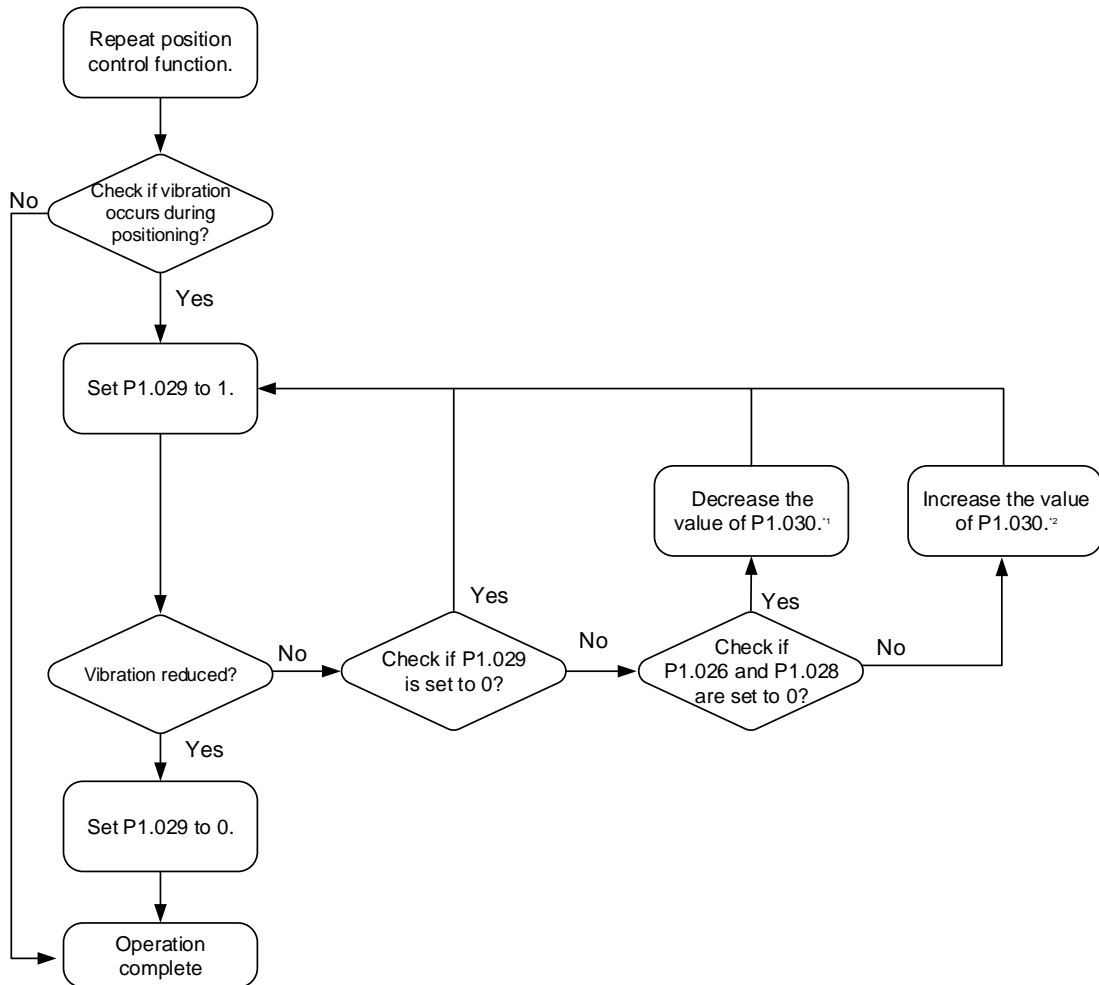 Repeat position
control function.
No
Check if vibration
occurs during
positioning?
Yes
Set P1.029 to 1.
Decrease the
value of P1.030.*1
Increase the value
of P1.030.*2
Yes
Yes
Vibration reduced?
No
Check if P1.029
is set to 0?
No
Check if
P1.026 and P1.028
are set to 0?
No
Yes
Set P1.029 to 0.
Operation
complete